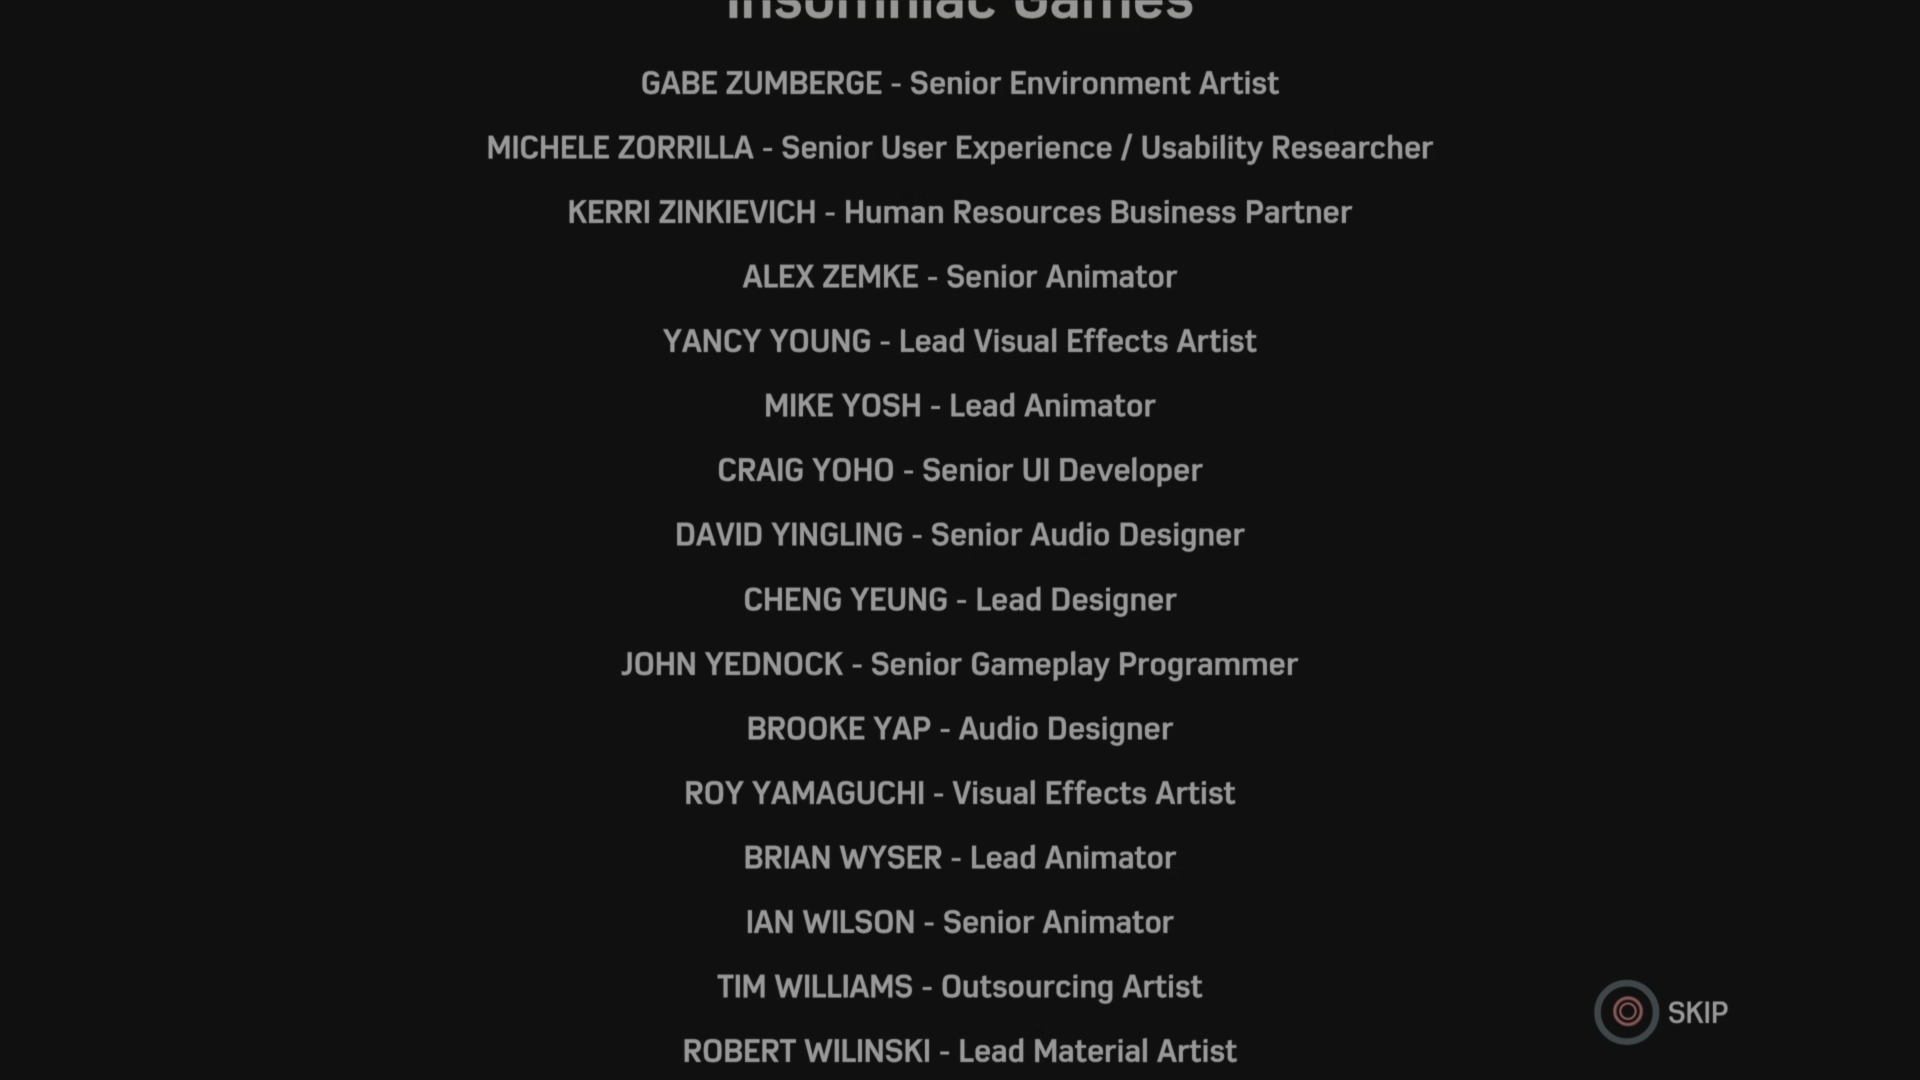 Insomniac Games
GABE ZUMBERGE - Senior Environment Artist
MICHELE ZORRILLA - Senior User Experience / Usability Researcher
KERRI ZINKIEVICH - Human Resources Business Partner
ALEX ZEMKE - Senior Animator
YANCY YOUNG - Lead Visual Effects Artist
MIKE YOSH - Lead Animator
CRAIG YOHO - Senior UI Developer
DAVID YINGLING - Senior Audio Designer
CHENG YEUNG - Lead Designer
JOHN YEDNOCK - Senior Gameplay Programmer
BROOKE YAP - Audio Designer
ROY YAMAGUCHI - Visual Effects Artist
BRIAN WYSER - Lead Animator
IAN WILSON - Senior Animator
TIM WILLIAMS - Outsourcing Artist
SKIP
ROBERT WILINSKI - Lead Material Artist